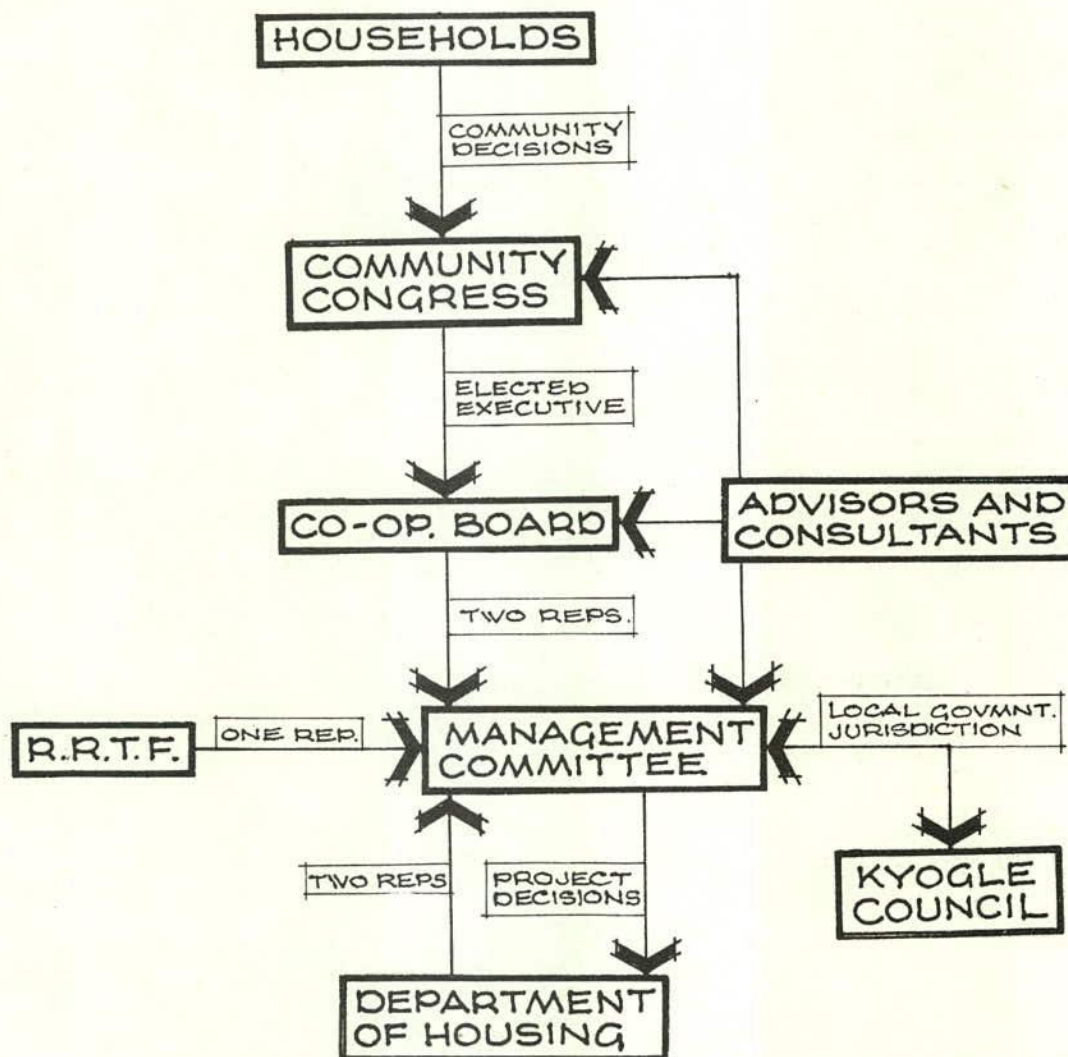 HOUSEHOLDS
COMMUNITY
DECISIONS
COMMUNITY
CONGRESS
ELECTED
EXECUTIVE
CO-OP. BOARD
ADVISORS AND
CONSULTANTS
TWO REPS.
R.R.T.F.
ONE REP.
MANAGEMENT
COMMITTEE
LOCAL GOVMNT.
JURISDICTION
TWO REPS
PROJECT
DECISIONS
KYOGLE
COUNCIL
DEPARTMENT
OF HOUSING